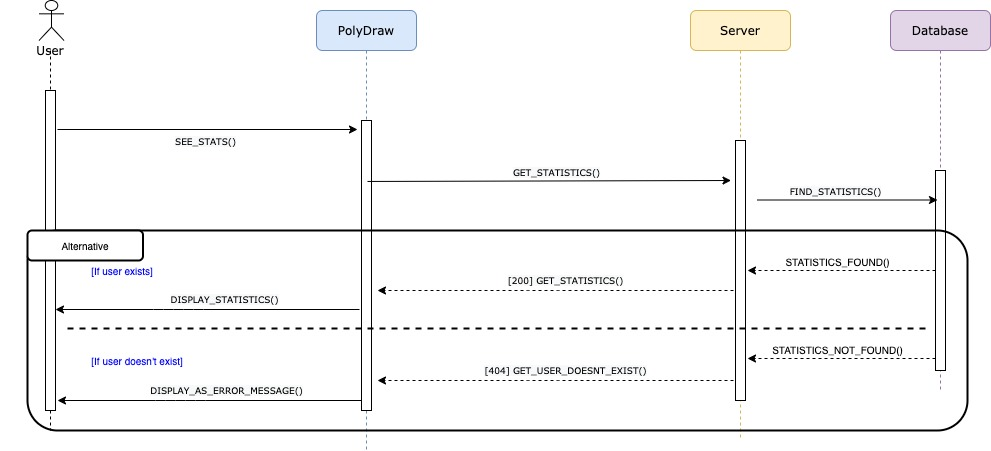 User
PolyDraw
Server
Database
SEE_STATS()
GET_STATISTICS()
FIND_STATISTICS()
Alternative
[If user exists]
STATISTICS_FOUND()
[200] GET_STATISTICS()
DISPLAY_STATISTICS()
[If user doesn't exist]
STATISTICS_NOT_FOUND()
[404] GET_USER_DOESNT_EXIST()
DISPLAY_AS_ERROR_MESSAGE()